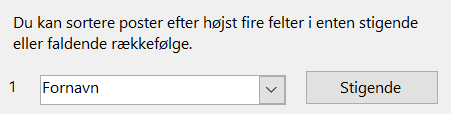 Du kan sortere poster efter højst fire felter i enten stigende
eller faldende rækkefølge.
1 Fornavn Stigende